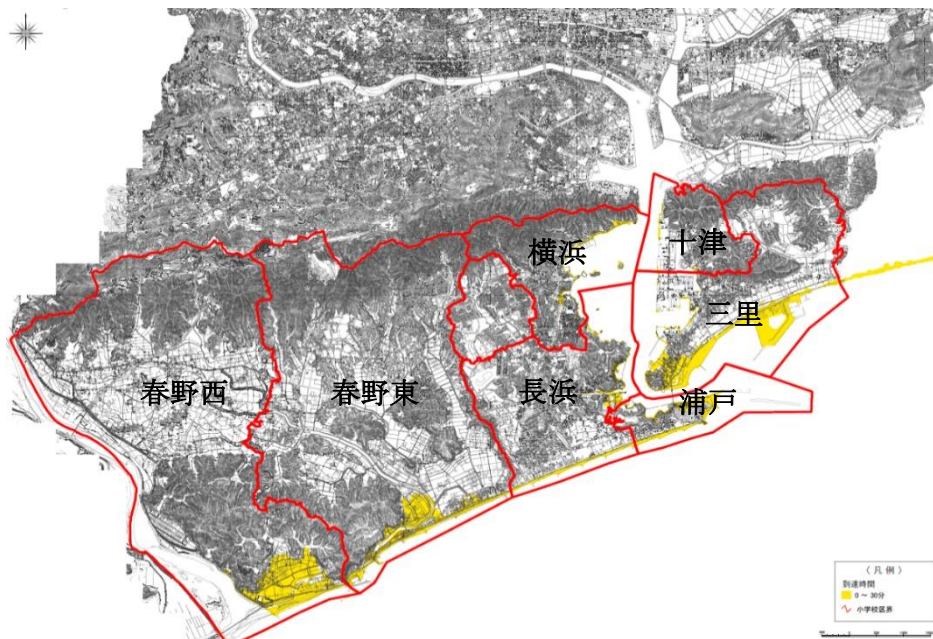 横浜
十津
三里
春野西
春野東
長浜
浦戸
〈凡例〉
到達時間
0～30分
小学校区界